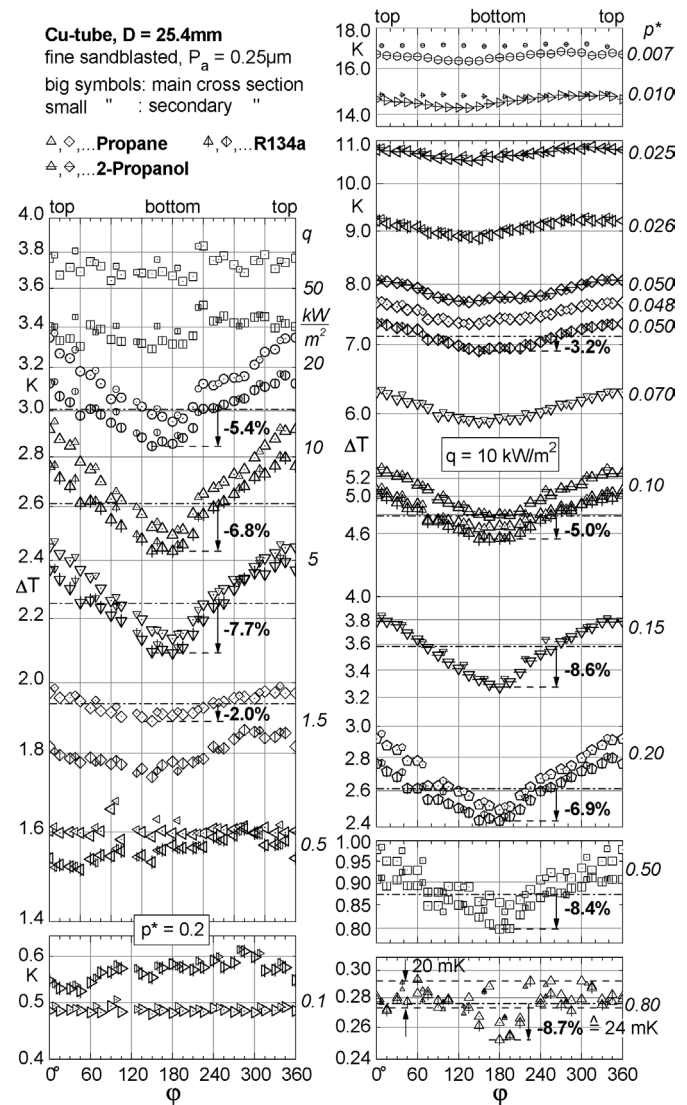 Cu-tube, D = 25.4mm
fine sandblasted, Pa = 0.25µm
big symbols: main cross section
small " : secondary "
△, ◇,...Propane ⍋, ◇,...R134a
△, ◇,...2-Propanol
top bottom top
4.0
3.8
3.6
3.4
3.2
K
3.0
2.8
2.6
2.4
ΔT
2.2
2.0
1.8
1.6
1.4
q
50
kW
m²
20
10
5
1.5
0.5
-5.4%
-6.8%
-7.7%
-2.0%
p* = 0.2
0.6
K
0.5
0.4
0.1
0° 60 120 180 240 300 360
φ
top bottom top
p*
18.0
K
16.0
14.0
0.007
0.010
11.0
K
10.0
9.0
8.0
7.0
6.0
ΔT
5.2
5.0
4.6
4.0
3.8
3.6
3.4
3.2
3.0
2.8
2.6
2.4
0.025
0.026
0.050
0.048
0.050
0.070
0.10
0.15
0.20
-3.2%
q = 10 kW/m²
-5.0%
-8.6%
-6.9%
1.00
0.95
0.90
0.85
0.80
0.50
-8.4%
0.30
0.28
0.26
0.24
20 mK
0.80
-8.7% ≙ 24 mK
0° 60 120 180 240 300 360
φ